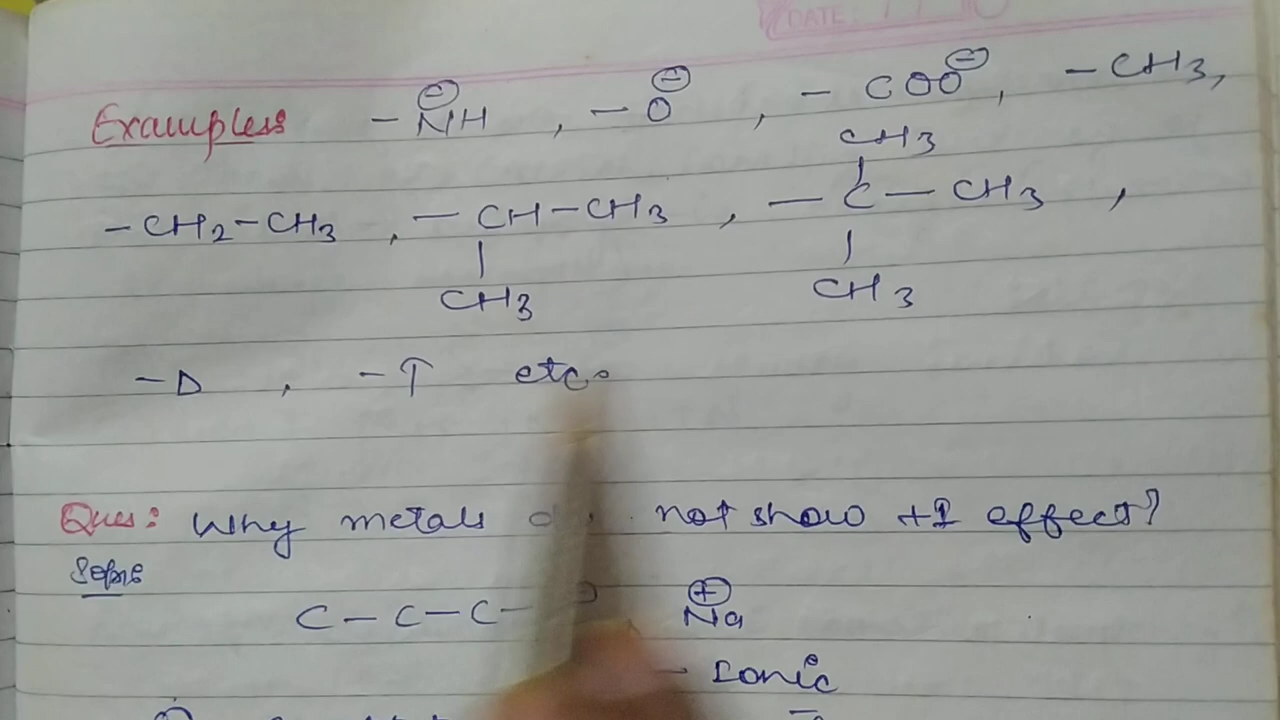 DATE
Examples - N⊖H , - O⊖ , - COO⊖ , - CH3,
- CH2 - CH3 , - CH - CH3 , - C - CH3 ,
CH3
CH3
CH3
- D , - T etc.
Ques: Why metals not show +I effect?
Soln:
C - C - C - Na⊕
- Ionic